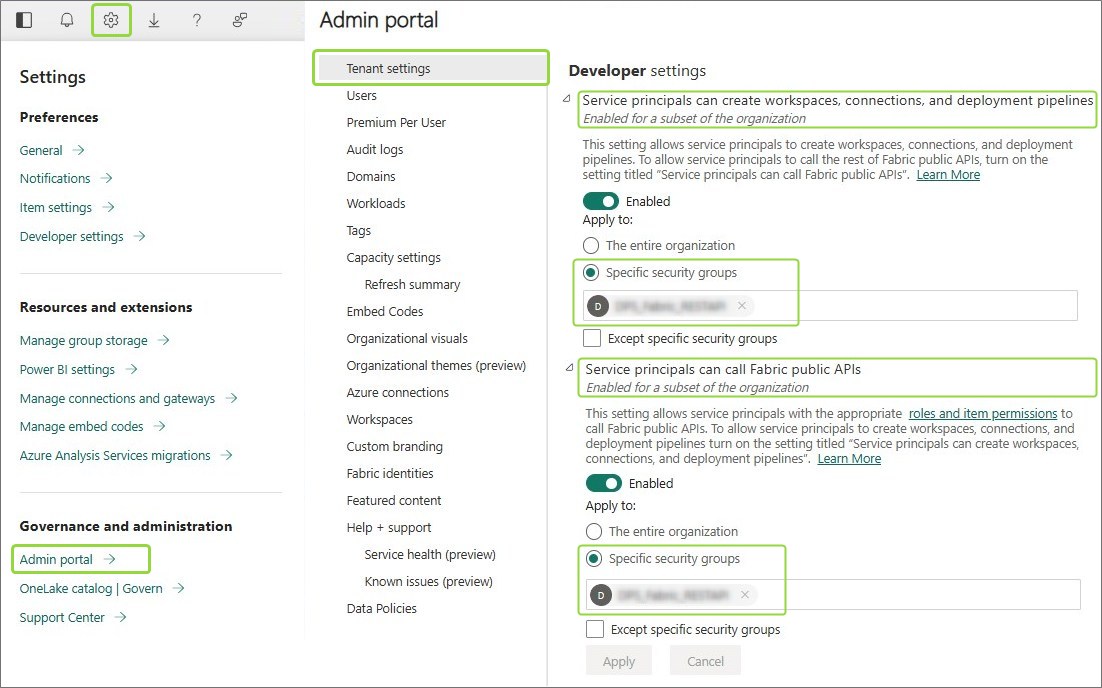 ?
Settings
Preferences
General →
Notifications →
Item settings →
Developer settings →
Resources and extensions
Manage group storage →
Power BI settings →
Manage connections and gateways →
Manage embed codes →
Azure Analysis Services migrations →
Governance and administration
Admin portal →
OneLake catalog | Govern →
Support Center →
Admin portal
Tenant settings
Users
Premium Per User
Audit logs
Domains
Workloads
Tags
Capacity settings
Refresh summary
Embed Codes
Organizational visuals
Organizational themes (preview)
Azure connections
Workspaces
Custom branding
Fabric identities
Featured content
Help + support
Service health (preview)
Known issues (preview)
Data Policies
Developer settings
Service principals can create workspaces, connections, and deployment pipelines
Enabled for a subset of the organization
This setting allows service principals to create workspaces, connections, and deployment
pipelines. To allow service principals to call the rest of Fabric public APIs, turn on the
setting titled “Service principals can call Fabric public APIs”. Learn More
Enabled
Apply to:
The entire organization
Specific security groups
D
Except specific security groups
Service principals can call Fabric public APIs
Enabled for a subset of the organization
This setting allows service principals with the appropriate roles and item permissions to
call Fabric public APIs. To allow service principals to create workspaces, connections, and
deployment pipelines turn on the setting titled “Service principals can create workspaces,
connections, and deployment pipelines”. Learn More
Enabled
Apply to:
The entire organization
Specific security groups
D
Except specific security groups
Apply Cancel